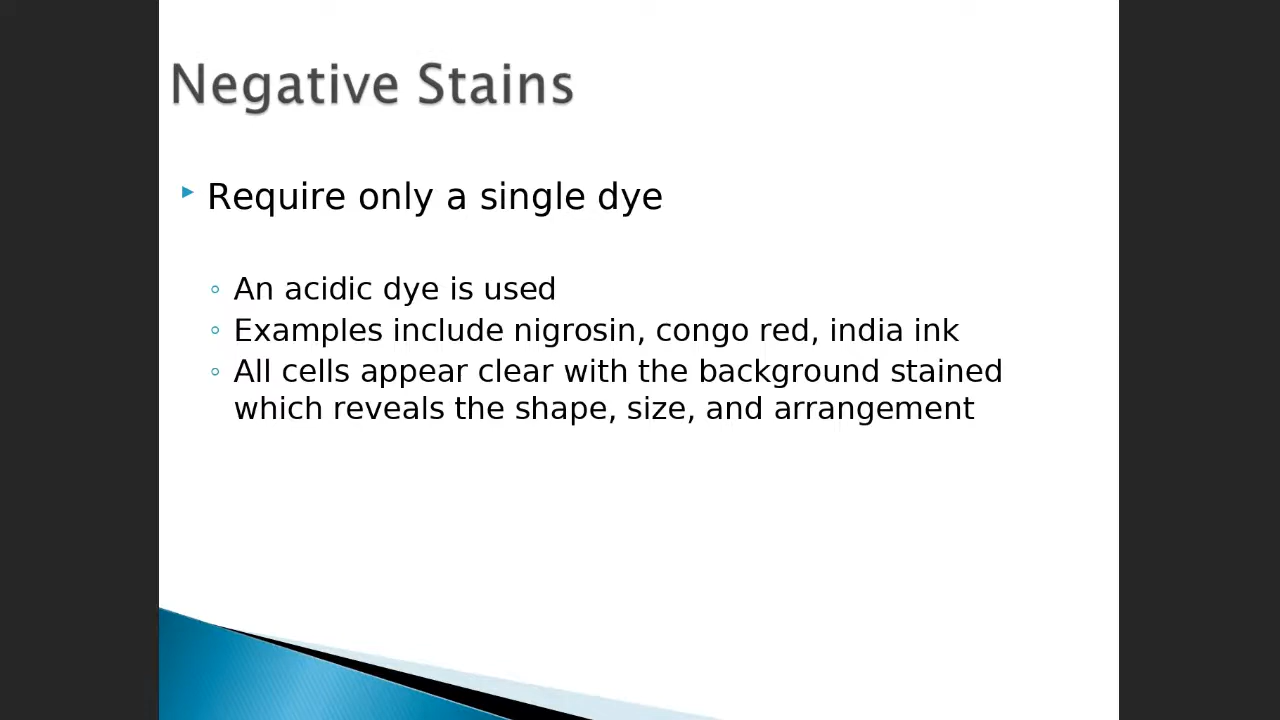 Negative Stains
Require only a single dye
An acidic dye is used
Examples include nigrosin, congo red, india ink
All cells appear clear with the background stained
which reveals the shape, size, and arrangement